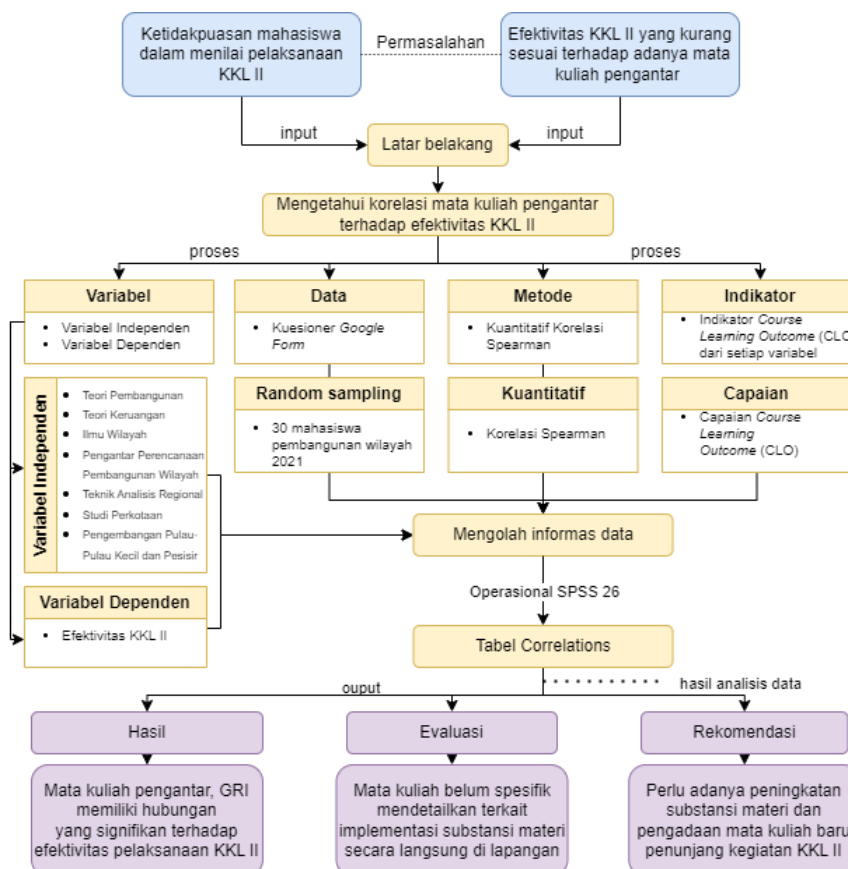 Ketidakpuasan mahasiswa
dalam menilai pelaksanaan
KKL II
Permasalahan
Efektivitas KKL II yang kurang
sesuai terhadap adanya mata
kuliah pengantar
input
input
Latar belakang
Mengetahui korelasi mata kuliah pengantar
terhadap efektivitas KKL II
proses
proses
Variabel
• Variabel Independen
• Variabel Dependen
Data
• Kuesioner Google
Form
Metode
• Kuantitatif Korelasi
Spearman
Indikator
• Indikator Course
Learning Outcome (CLO)
dari setiap variabel
Variabel Independen
• Teori Pembangunan
• Teori Keruangan
• Ilmu Wilayah
• Pengantar Perencanaan
Pembangunan Wilayah
• Teknik Analisis Regional
• Studi Perkotaan
• Pengembangan Pulau-
Pulau Kecil dan Pesisir
Random sampling
• 30 mahasiswa
pembangunan wilayah
2021
Kuantitatif
• Korelasi Spearman
Capaian
• Capaian Course
Learning
Outcome (CLO)
Mengolah informas data
Variabel Dependen
• Efektivitas KKL II
Operasional SPSS 26
Tabel Correlations
ouput
hasil analisis data
Hasil
Evaluasi
Rekomendasi
Mata kuliah pengantar, GRI
memiliki hubungan
yang signifikan terhadap
efektivitas pelaksanaan KKL II
Mata kuliah belum spesifik
mendetailkan terkait
implementasi substansi materi
secara langsung di lapangan
Perlu adanya peningkatan
substansi materi dan
pengadaan mata kuliah baru
penunjang kegiatan KKL II